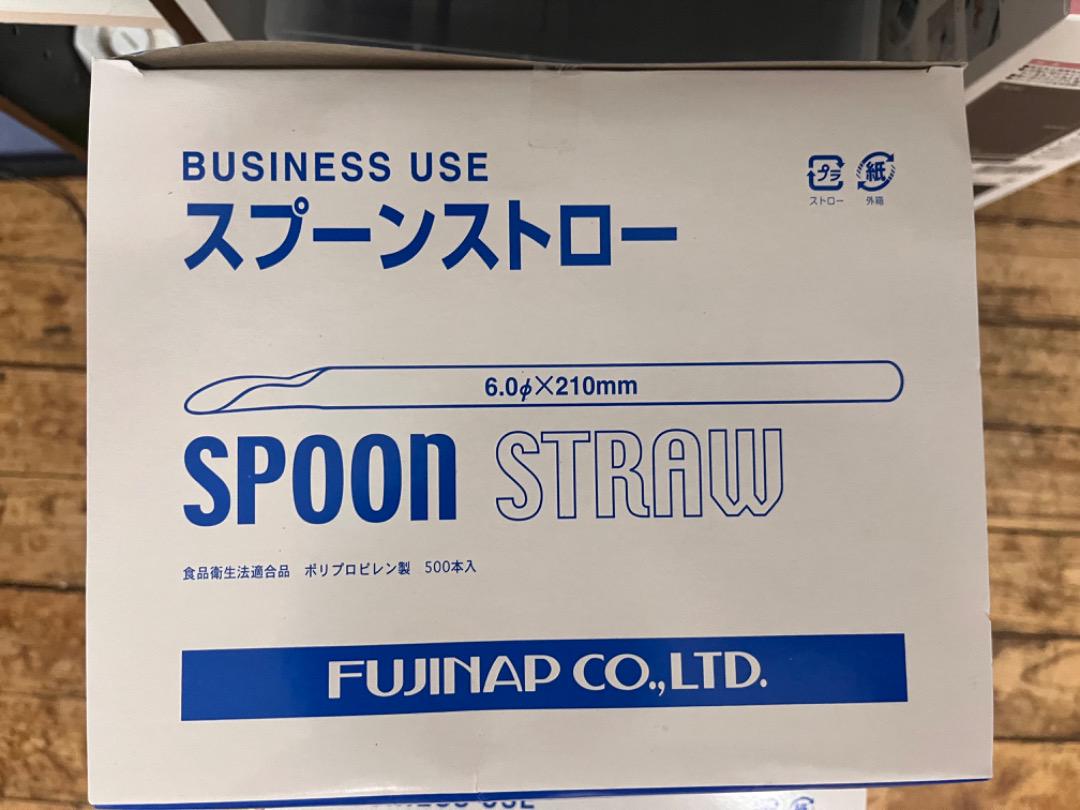 BUSINESS USE
スプーンストロー
プラ
ストロー
紙
外箱
6.0φ×210mm
SPOON STRAW
食品衛生法適合品 ポリプロピレン製 500本入
FUJINAP CO.,LTD.